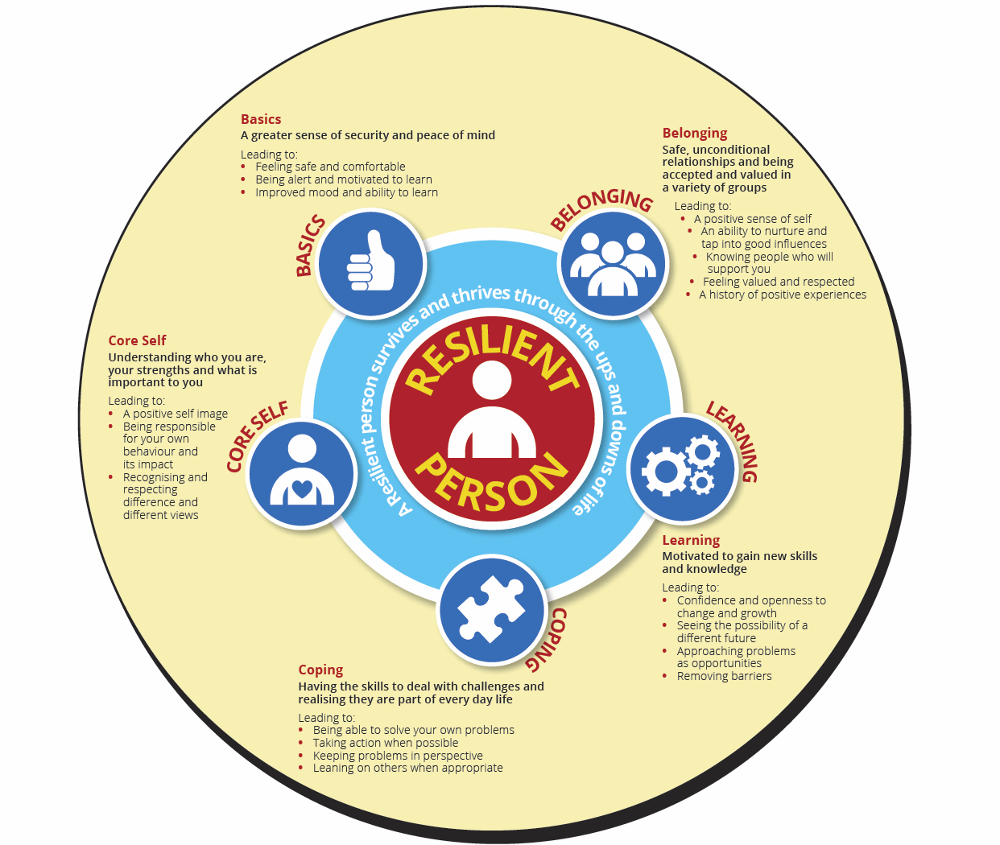 Basics
A greater sense of security and peace of mind
Leading to:
• Feeling safe and comfortable
• Being alert and motivated to learn
• Improved mood and ability to learn
Belonging
Safe, unconditional
relationships and being
accepted and valued in
a variety of groups
Leading to:
• A positive sense of self
• An ability to nurture and
tap into good influences
• Knowing people who will
support you
• Feeling valued and respected
• A history of positive experiences
BASICS
BELONGING
A Resilient person survives and thrives through the ups and downs of life
RESILIENT
PERSON
Core Self
Understanding who you are,
your strengths and what is
important to you
Leading to:
• A positive self image
• Being responsible
for your own
behaviour and
its impact
• Recognising and
respecting
difference and
different views
CORE SELF
LEARNING
Learning
Motivated to gain new skills
and knowledge
Leading to:
• Confidence and openness to
change and growth
• Seeing the possibility of a
different future
• Approaching problems
as opportunities
• Removing barriers
COPING
Coping
Having the skills to deal with challenges and
realising they are part of every day life
Leading to:
• Being able to solve your own problems
• Taking action when possible
• Keeping problems in perspective
• Leaning on others when appropriate